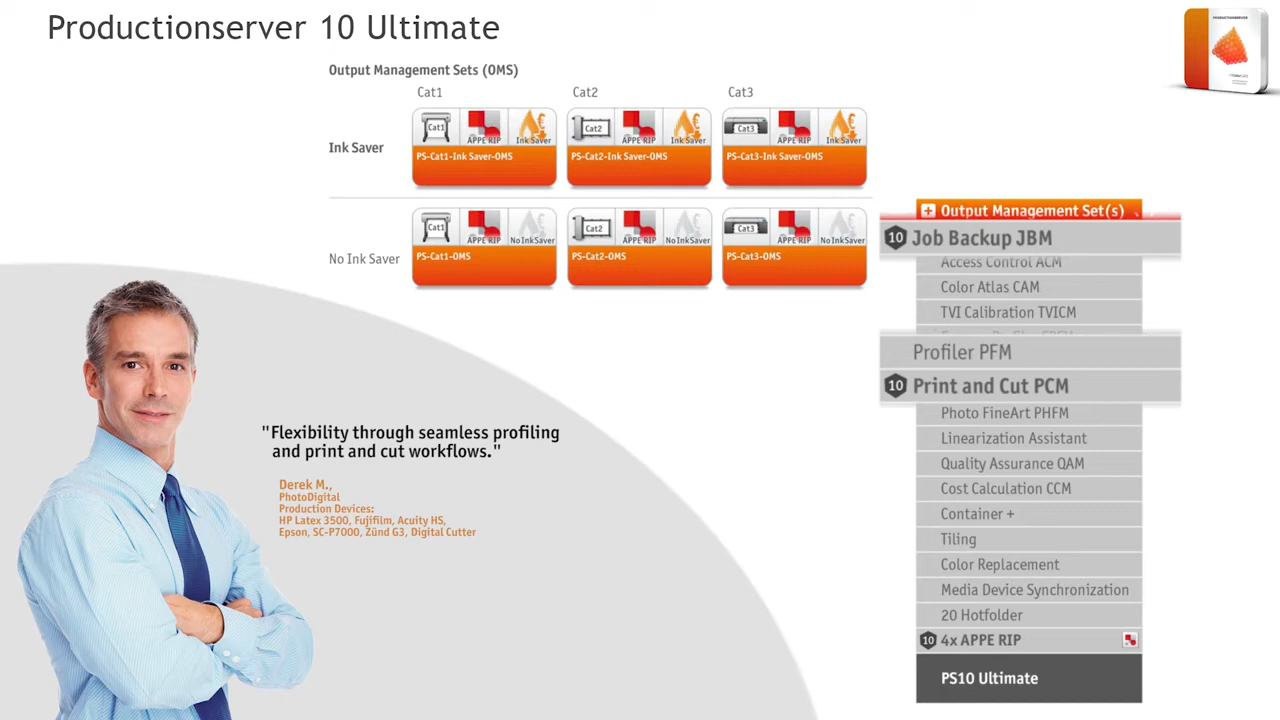 Productionserver 10 Ultimate
PRODUCTIONSERVER
Output Management Sets (OMS)
Cat1 Cat2 Cat3
Ink Saver
Cat1 APPE RIP Ink Saver
PS-Cat1-Ink Saver-OMS
Cat2 APPE RIP Ink Saver
PS-Cat2-Ink Saver-OMS
Cat3 APPE RIP Ink Saver
PS-Cat3-Ink Saver-OMS
No Ink Saver
Cat1 APPE RIP No InkSaver
PS-Cat1-OMS
Cat2 APPE RIP No InkSaver
PS-Cat2-OMS
Cat3 APPE RIP No InkSaver
PS-Cat3-OMS
"Flexibility through seamless profiling
and print and cut workflows."
Derek M.,
PhotoDigital
Production Devices:
HP Latex 3500, Fujifilm, Acuity HS,
Epson, SC-P7000, Zünd G3, Digital Cutter
+ Output Management Set(s)
10 Job Backup JBM
Access Control ACM
Color Atlas CAM
TVI Calibration TVICM
Profiler PFM
10 Print and Cut PCM
Photo FineArt PHFM
Linearization Assistant
Quality Assurance QAM
Cost Calculation CCM
Container +
Tiling
Color Replacement
Media Device Synchronization
20 Hotfolder
10 4x APPE RIP
PS10 Ultimate